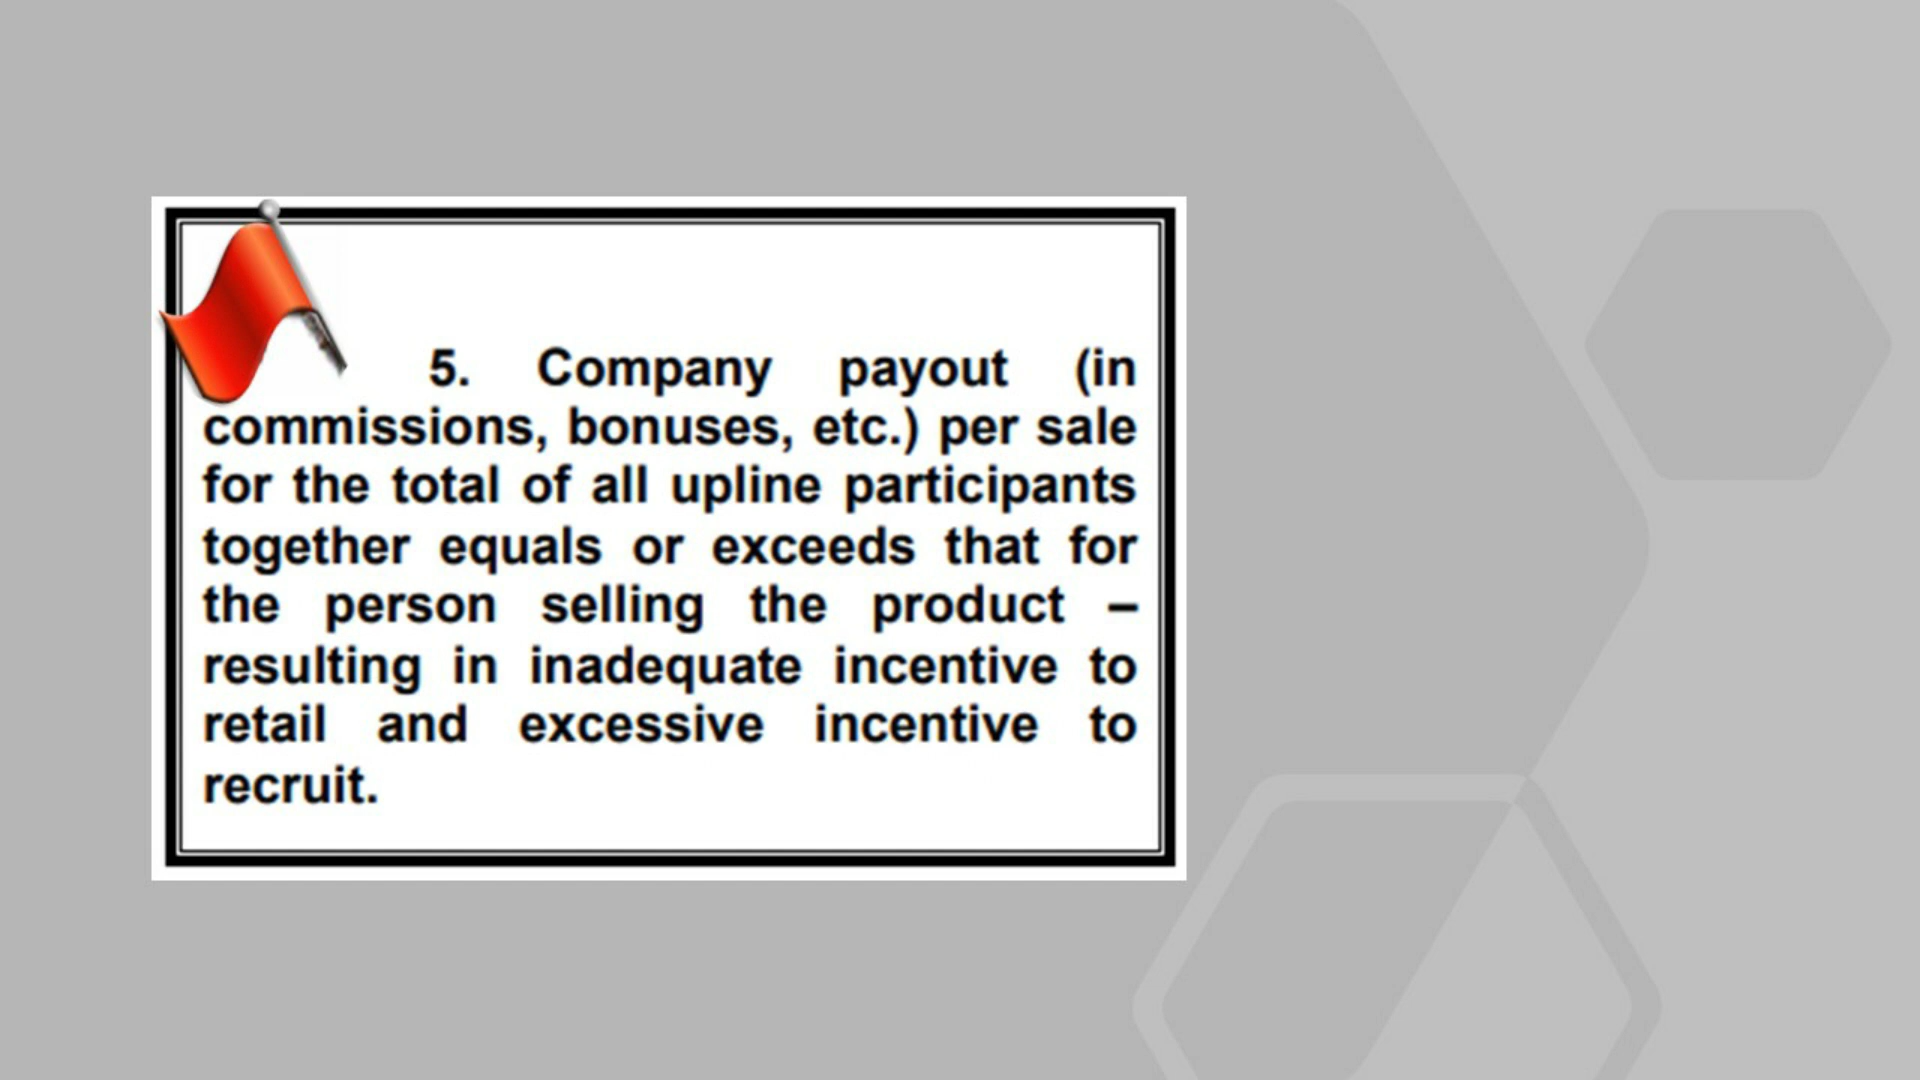 5. Company payout (in
commissions, bonuses, etc.) per sale
for the total of all upline participants
together equals or exceeds that for
the person selling the product –
resulting in inadequate incentive to
retail and excessive incentive to
recruit.